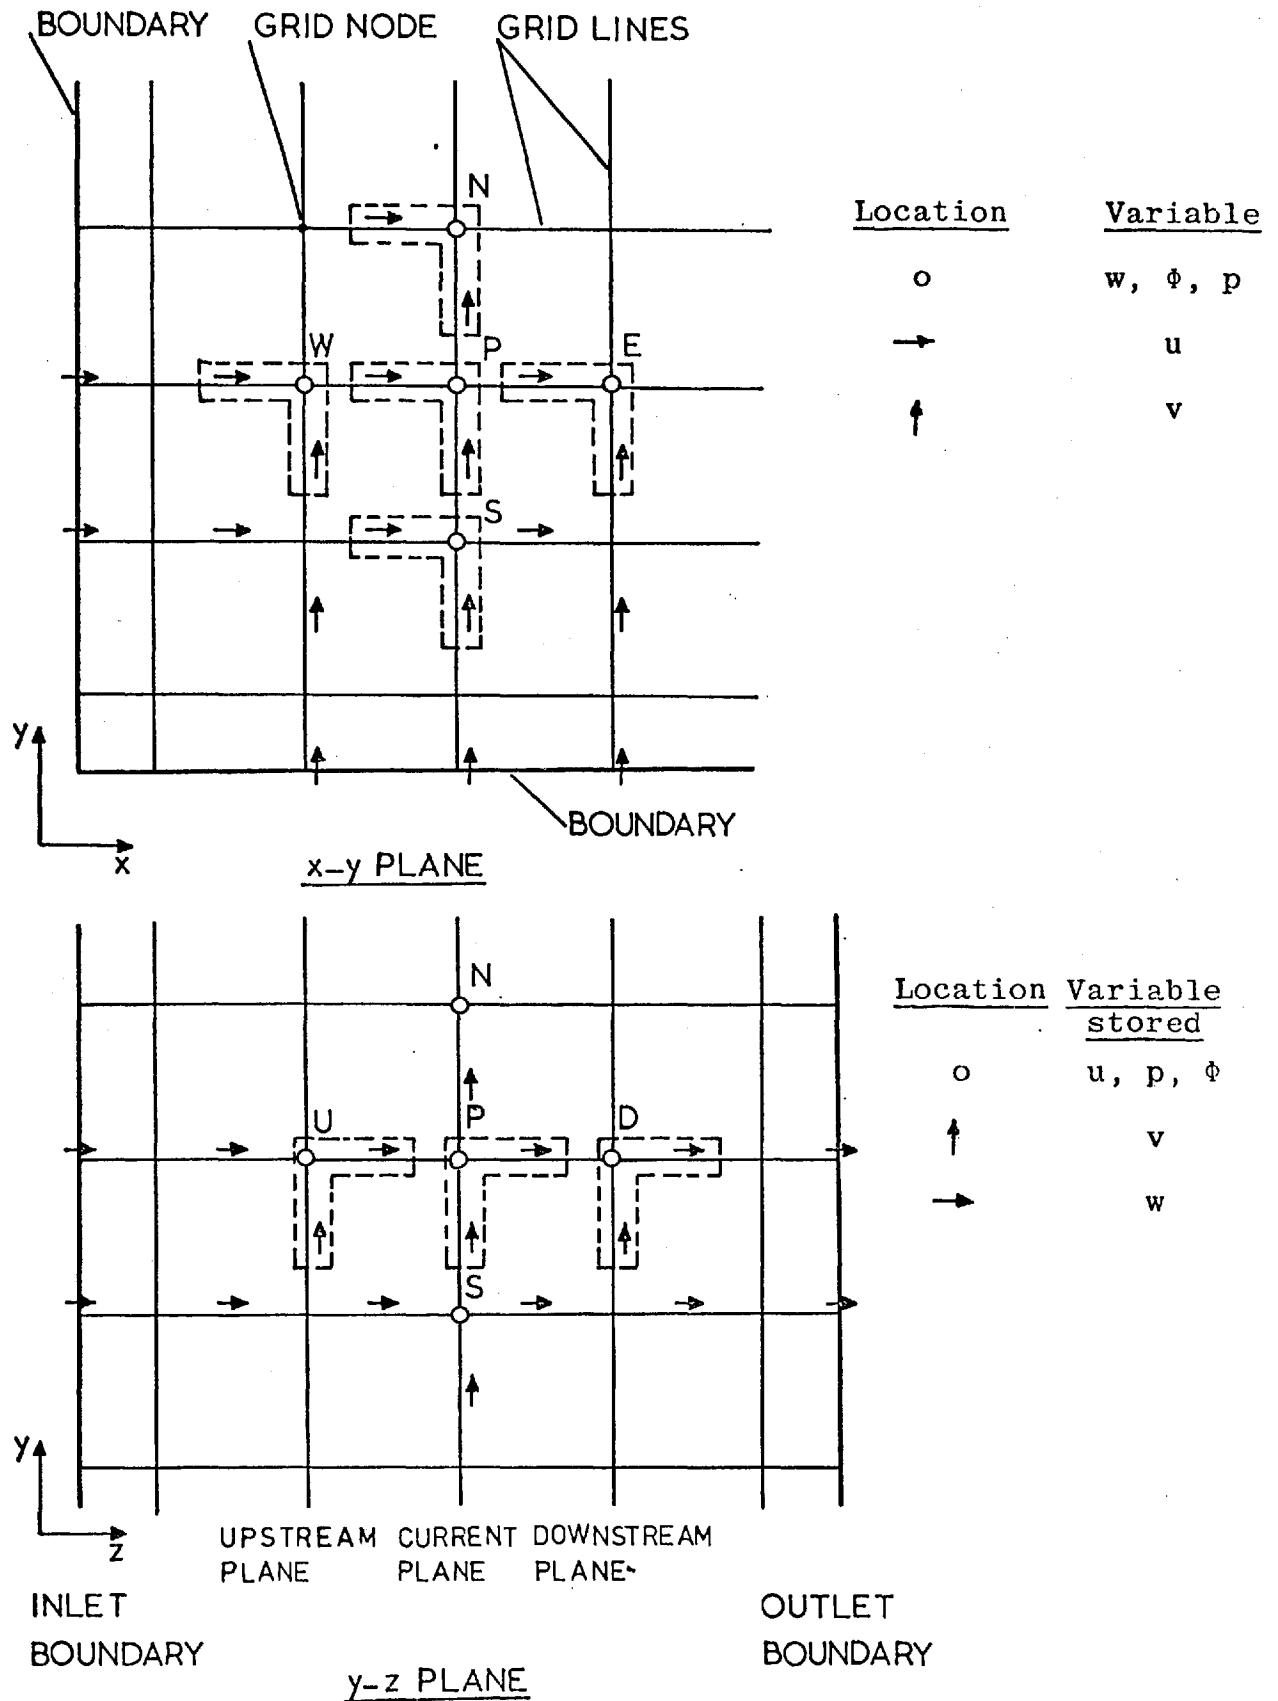 BOUNDARY GRID NODE GRID LINES
N
Location Variable
o w, Φ, p
W P E
u
v
S
y
BOUNDARY
x
x-y PLANE
N
Location Variable
stored
o u, p, Φ
U P D
v
w
S
y
z
UPSTREAM CURRENT DOWNSTREAM
PLANE PLANE PLANE
INLET OUTLET
BOUNDARY BOUNDARY
y-z PLANE